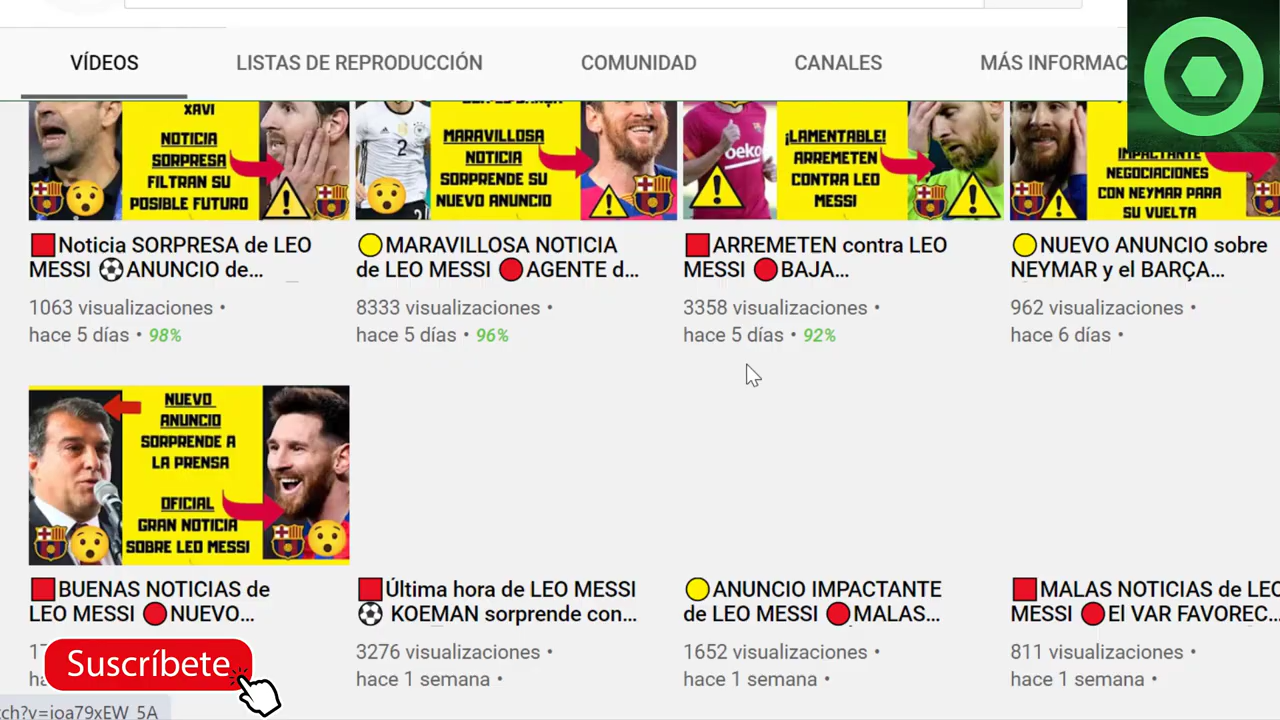 VÍDEOS
LISTAS DE REPRODUCCIÓN
COMUNIDAD
CANALES
MÁS INFORMAC
XAVI
NOTICIA
SORPRESA
FILTRAN SU
POSIBLE FUTURO
2
MARAVILLOSA
NOTICIA
SORPRENDE SU
NUEVO ANUNCIO
¡LAMENTABLE!
ARREMETEN
CONTRA LEO
MESSI
beko
IMPACTANTE
NEGOCIACIONES
CON NEYMAR PARA
SU VUELTA
Noticia SORPRESA de LEO
MESSI ⚽ANUNCIO de...
1063 visualizaciones •
hace 5 días • 98%
MARAVILLOSA NOTICIA
de LEO MESSI 🔴AGENTE d...
8333 visualizaciones •
hace 5 días • 96%
ARREMETEN contra LEO
MESSI 🔴BAJA...
3358 visualizaciones •
hace 5 días • 92%
NUEVO ANUNCIO sobre
NEYMAR y el BARÇA...
962 visualizaciones •
hace 6 días •
NUEVO
ANUNCIO
SORPRENDE A
LA PRENSA
OFICIAL
GRAN NOTICIA
SOBRE LEO MESSI
BUENAS NOTICIAS de
LEO MESSI 🔴NUEVO...
17
ha
Última hora de LEO MESSI
⚽ KOEMAN sorprende con...
3276 visualizaciones •
hace 1 semana •
ANUNCIO IMPACTANTE
de LEO MESSI 🔴MALAS...
1652 visualizaciones •
hace 1 semana •
MALAS NOTICIAS de LEO
MESSI 🔴El VAR FAVOREC...
811 visualizaciones •
hace 1 semana •
Suscríbete
tch?v=ioa79xEW_5A